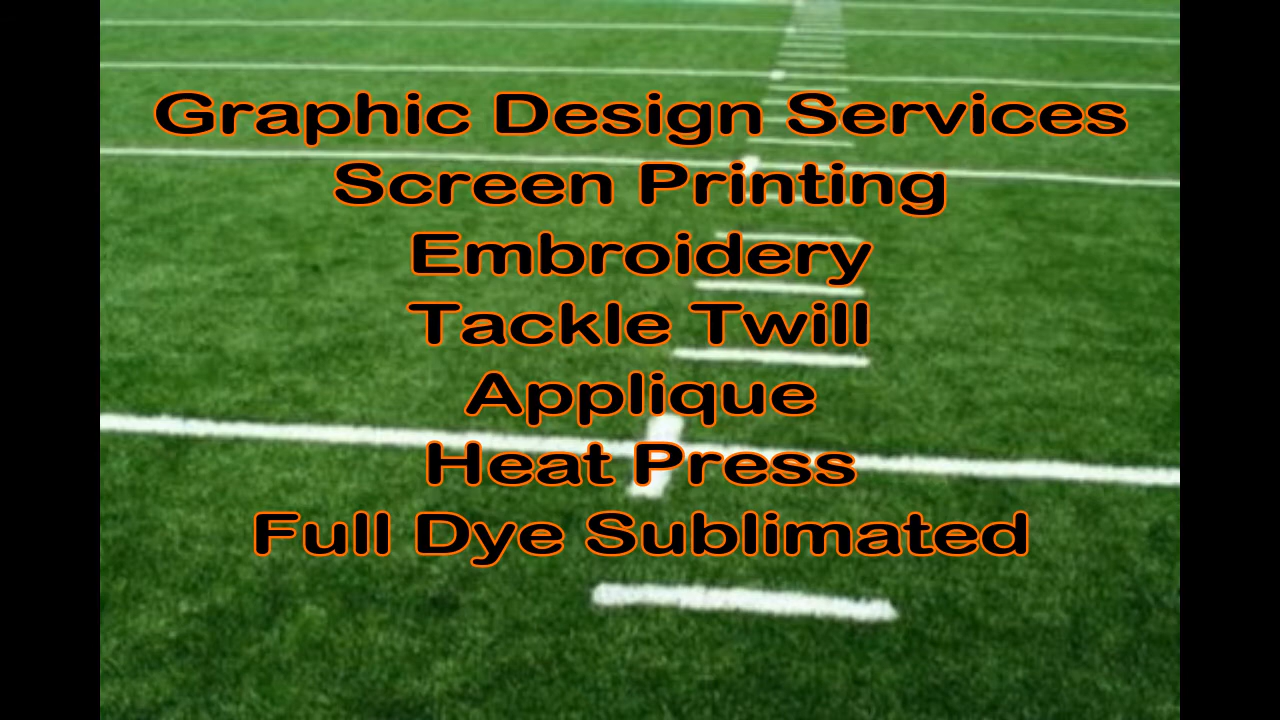 Graphic Design Services
Screen Printing
Embroidery
Tackle Twill
Applique
Heat Press
Full Dye Sublimated